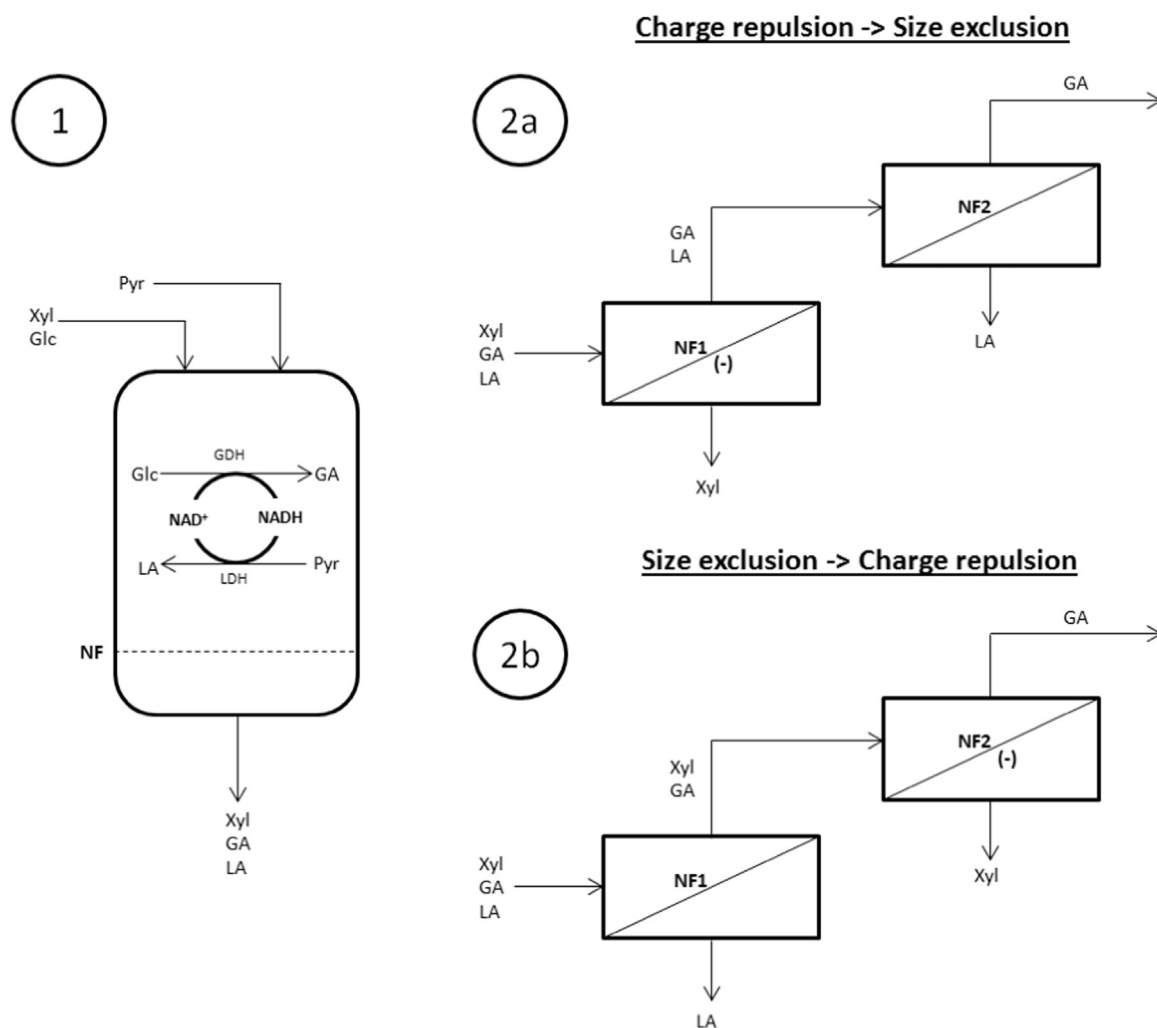 1
Pyr
Xyl
Glc
GDH
Glc
GA
NAD⁺
NADH
LA
Pyr
LDH
NF
Xyl
GA
LA
Charge repulsion -> Size exclusion
2a
GA
NF2
GA
LA
Xyl
GA
LA
NF1
(-)
LA
Xyl
Size exclusion -> Charge repulsion
2b
GA
NF2
(-)
Xyl
GA
Xyl
GA
LA
NF1
Xyl
LA